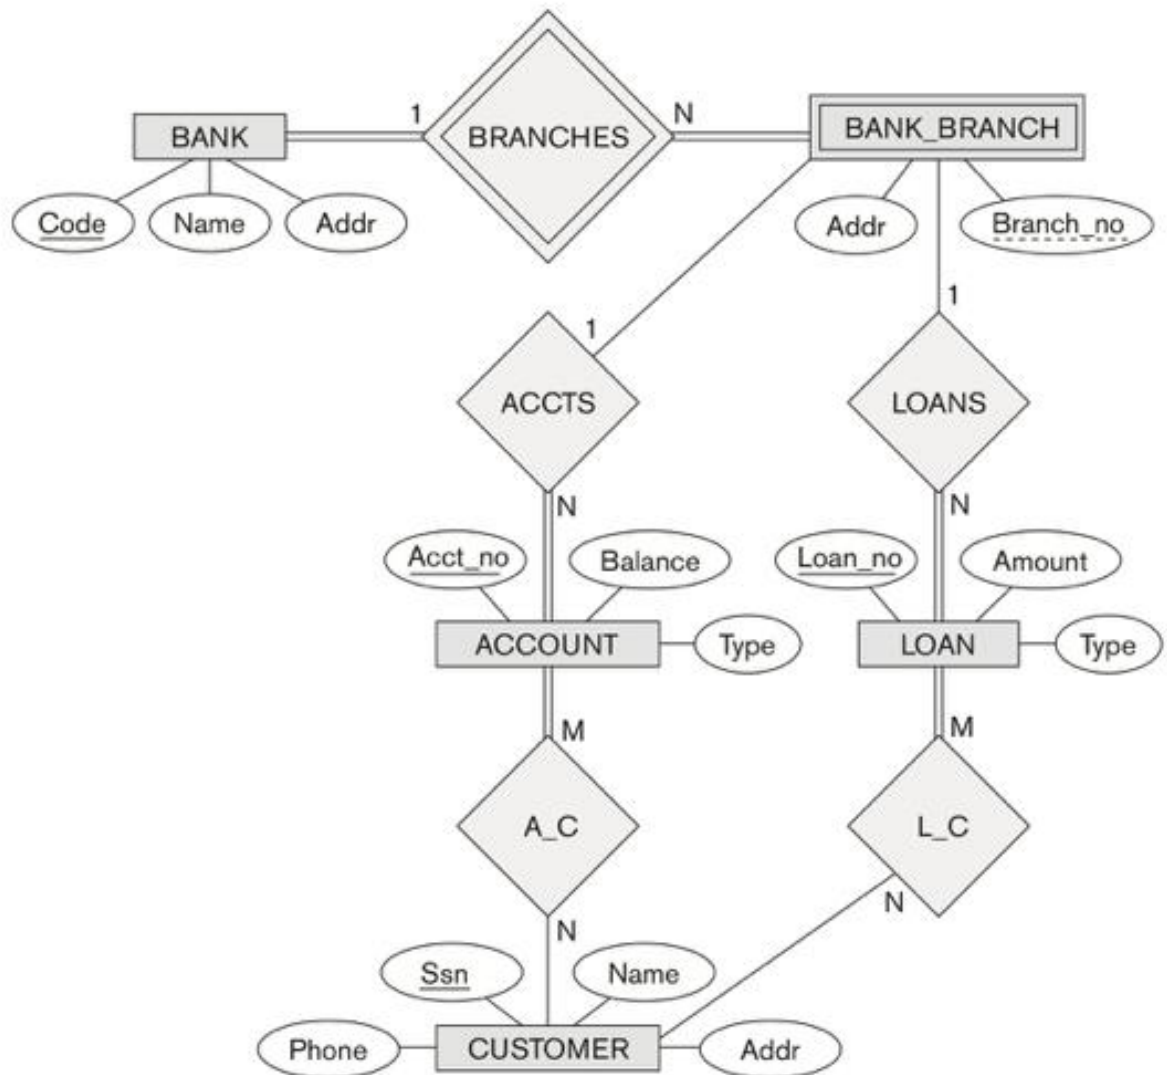 1
N
BANK
BRANCHES
BANK_BRANCH
Code
Name
Addr
Addr
Branch_no
1
1
ACCTS
LOANS
N
N
Acct_no
Balance
Loan_no
Amount
ACCOUNT
Type
LOAN
Type
M
M
A_C
L_C
N
N
Ssn
Name
Phone
CUSTOMER
Addr